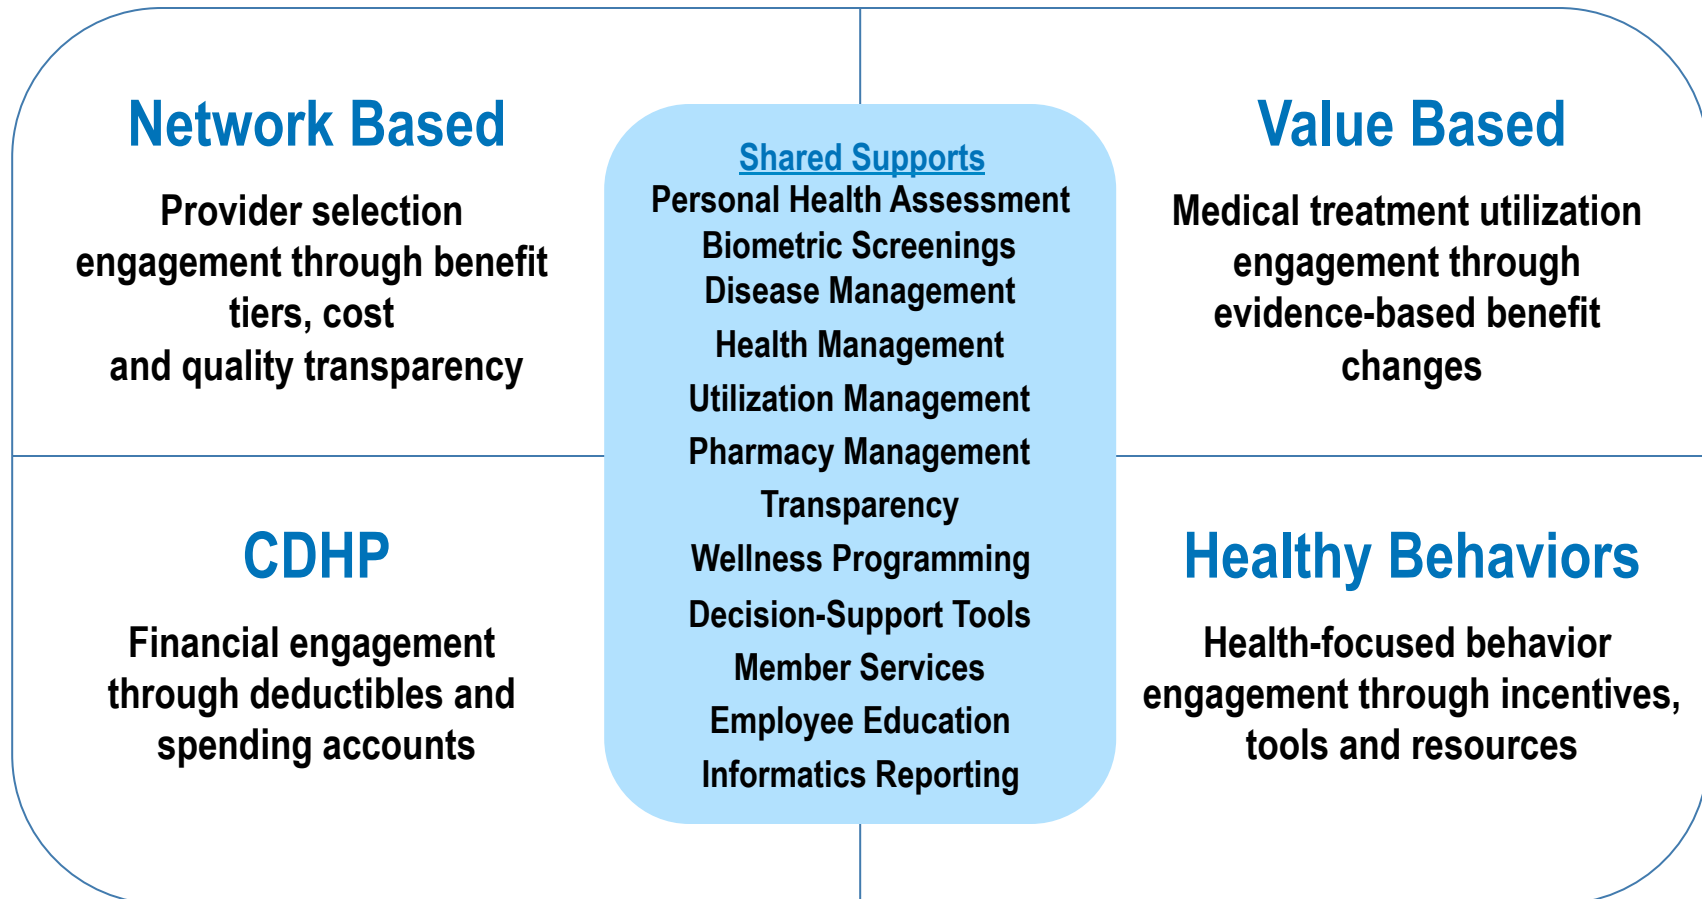 Network Based
Provider selection
engagement through benefit
tiers, cost
and quality transparency
Shared Supports
Personal Health Assessment
Biometric Screenings
Disease Management
Health Management
Utilization Management
Pharmacy Management
Transparency
Wellness Programming
Decision-Support Tools
Member Services
Employee Education
Informatics Reporting
Value Based
Medical treatment utilization
engagement through
evidence-based benefit
changes
CDHP
Financial engagement
through deductibles and
spending accounts
Healthy Behaviors
Health-focused behavior
engagement through incentives,
tools and resources